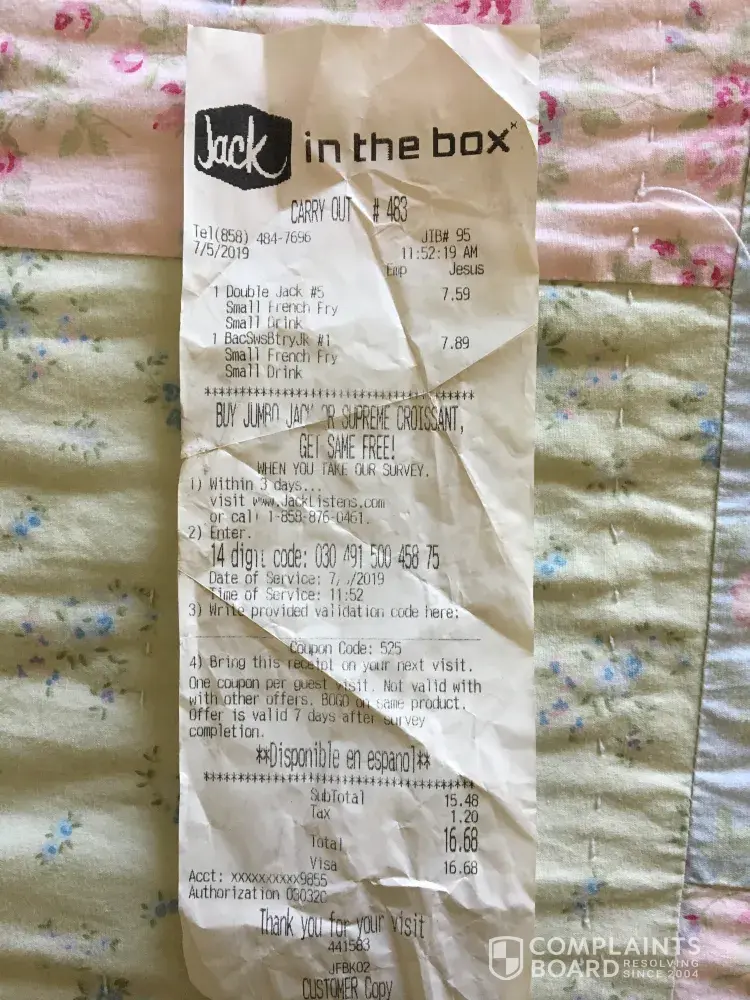 Jack in the box
CARRY OUT # 483
Tel(858) 484-7696 JIB# 95
7/5/2019 11:52:19 AM
Emp Jesus
1 Double Jack #5 7.59
Small French Fry
Small Drink
1 BacSwsBtryJk #1 7.89
Small French Fry
Small Drink
****************************************
BUY JUMBO JACK OR SUPREME CROISSANT,
GET SAME FREE!
WHEN YOU TAKE OUR SURVEY.
1) Within 3 days...
visit www.JackListens.com
or call 1-858-876-0461.
2) Enter.
14 digit code: 030 491 500 458 75
Date of Service: 7/ /2019
Time of Service: 11:52
3) Write provided validation code here:
Coupon Code: 525
4) Bring this receipt on your next visit.
One coupon per guest visit. Not valid with
with other offers. BOGO on same product.
Offer is valid 7 days after survey
completion.
**Disponible en espanol**
****************************************
SubTotal 15.48
Tax 1.20
Total 16.68
Visa 16.68
Acct: xxxxxxxxxx9855
Authorization 03032C
Thank you for your visit
441583
JFBK02
CUSTOMER Copy
COMPLAINTS
BOARD RESOLVING
SINCE 2004